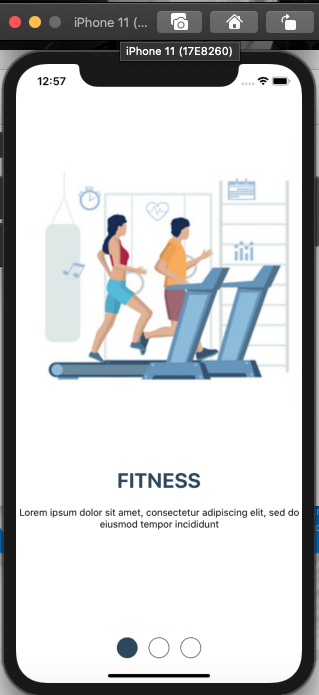 iPhone 11 (...
iPhone 11 (17E8260)
12:57
FITNESS
Lorem ipsum dolor sit amet, consectetur adipiscing elit, sed do
eiusmod tempor incididunt